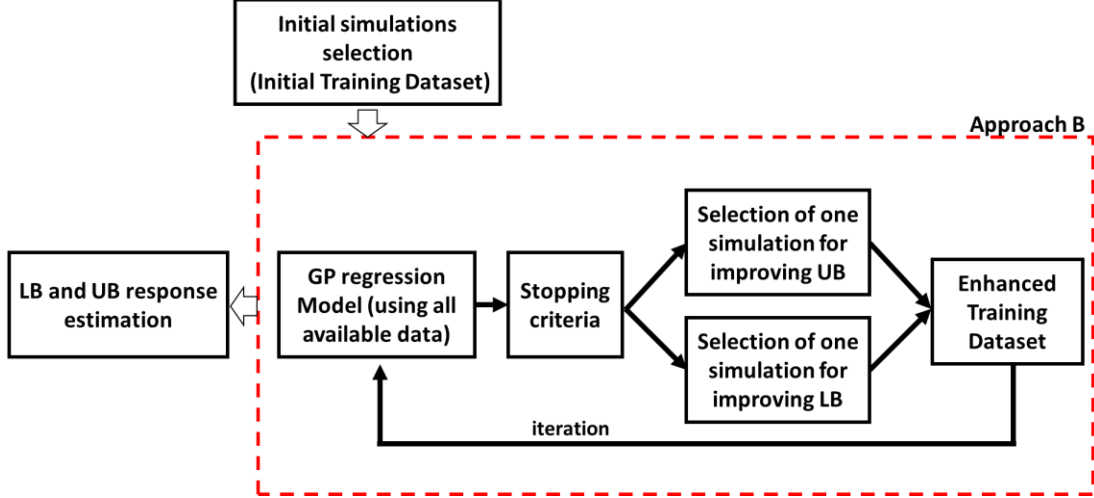 Initial simulations
selection
(Initial Training Dataset)
Approach B
LB and UB response
estimation
GP regression
Model (using all
available data)
Stopping
criteria
Selection of one
simulation for
improving UB
Selection of one
simulation for
improving LB
Enhanced
Training
Dataset
iteration